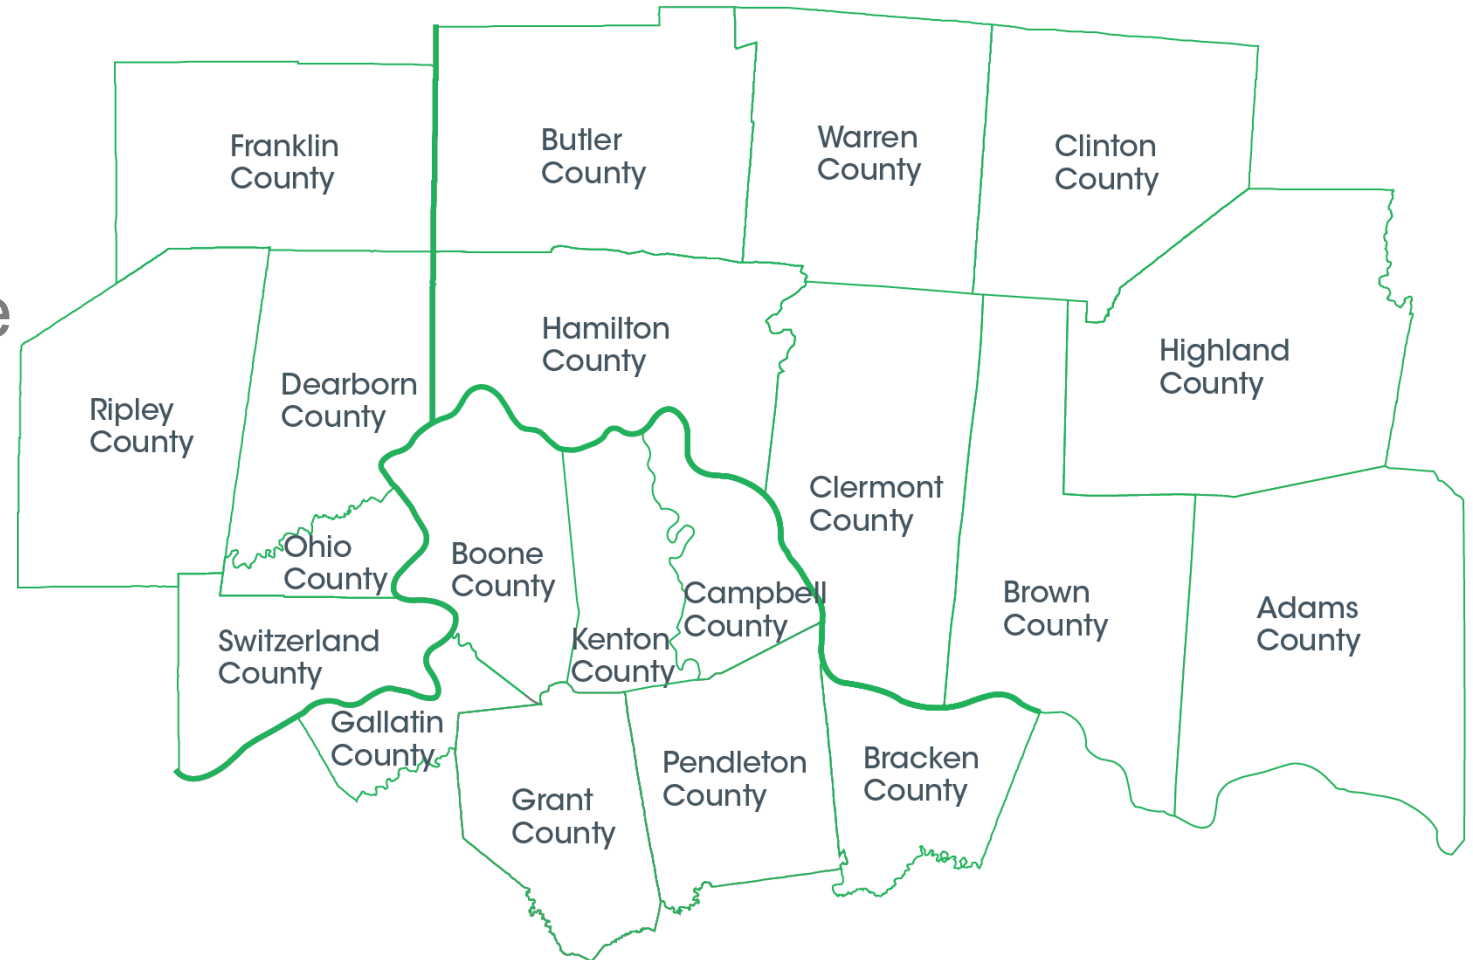 Franklin
County
Butler
County
Warren
County
Clinton
County
e
Hamilton
County
Highland
County
Dearborn
County
Ripley
County
Clermont
County
Ohio
County
Boone
County
Campbell
County
Brown
County
Adams
County
Switzerland
County
Kenton
County
Gallatin
County
Pendleton
County
Bracken
County
Grant
County